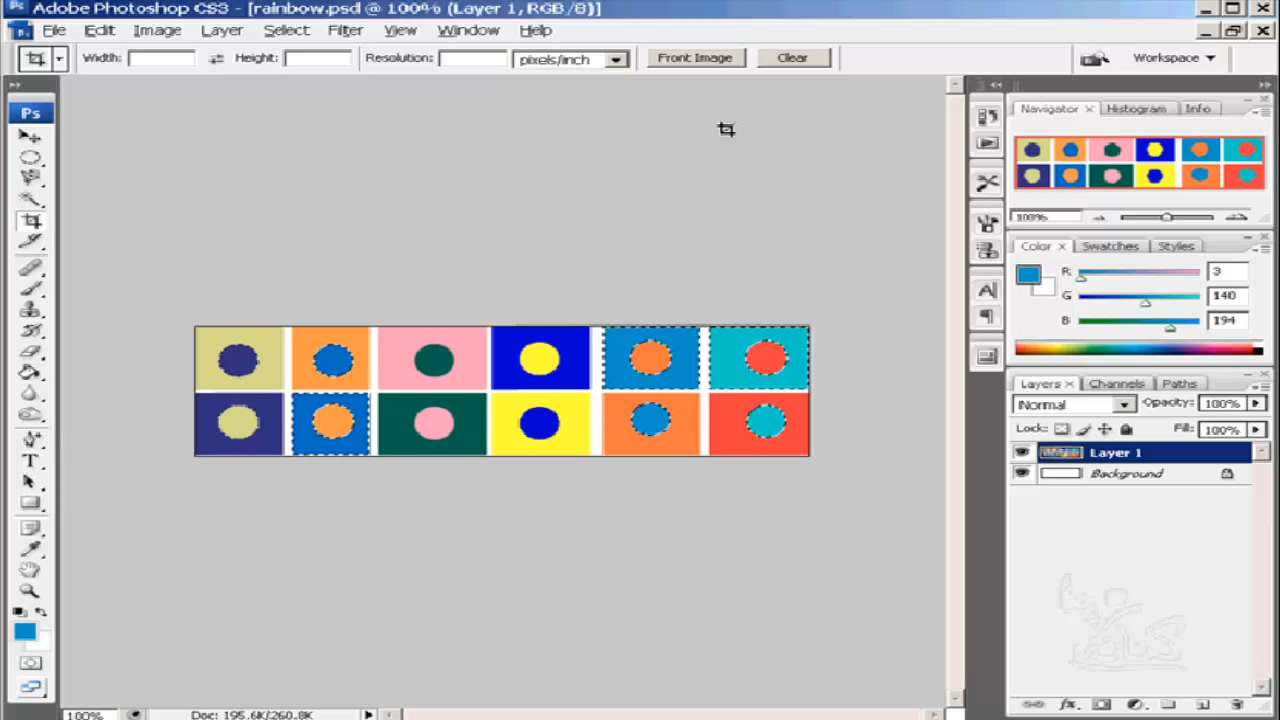 Adobe Photoshop CS3 - [rainbow.psd @ 100% (Layer 1, RGB/8)]
File Edit Image Layer Select Filter View Window Help
Width: Height: Resolution: pixels/inch Front Image Clear Workspace
Ps
Navigator Histogram Info
100%
Color Swatches Styles
R: 3
G: 140
B: 194
Layers Channels Paths
Normal Opacity: 100%
Lock: Fill: 100%
Layer 1
Background
100% Doc: 195.6K/260.8K